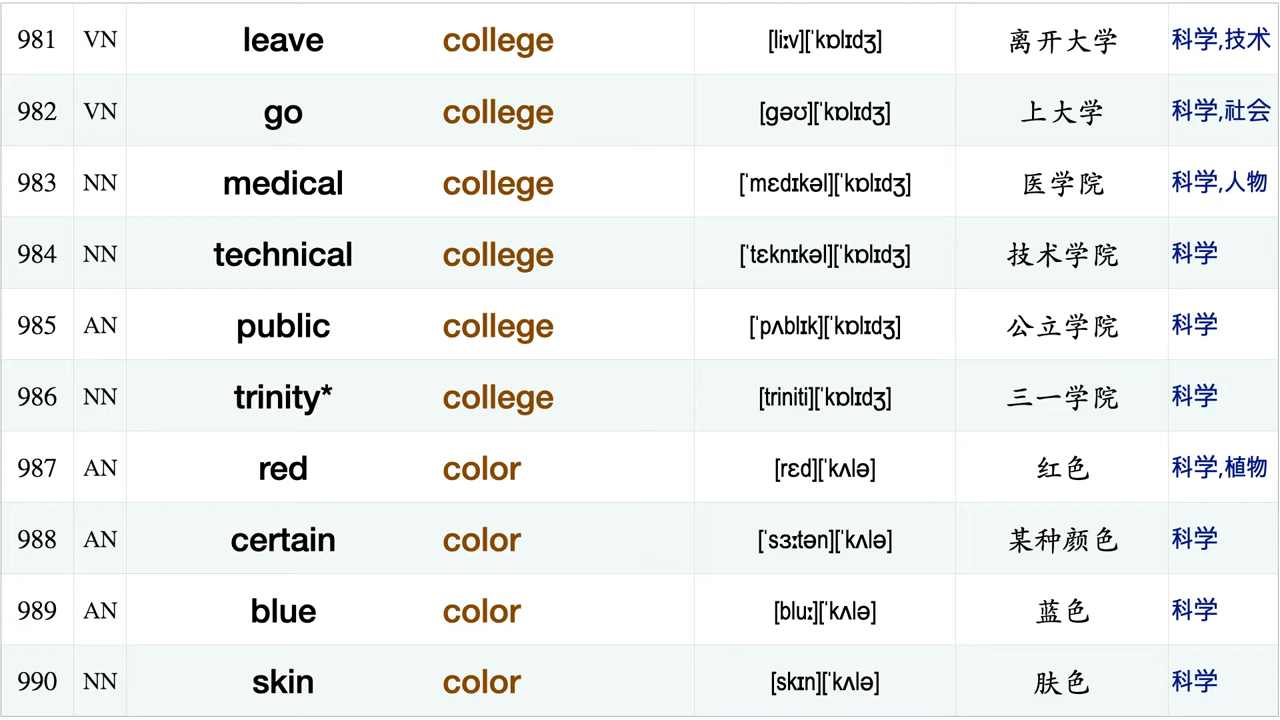 981 VN leave college [liːv][ˈkɒlɪdʒ] 离开大学 科学,技术
982 VN go college [gəʊ][ˈkɒlɪdʒ] 上大学 科学,社会
983 NN medical college [ˈmɛdɪkəl][ˈkɒlɪdʒ] 医学院 科学,人物
984 NN technical college [ˈtɛknɪkəl][ˈkɒlɪdʒ] 技术学院 科学
985 AN public college [ˈpʌblɪk][ˈkɒlɪdʒ] 公立学院 科学
986 NN trinity* college [triniti][ˈkɒlɪdʒ] 三一学院 科学
987 AN red color [rɛd][ˈkʌlə] 红色 科学,植物
988 AN certain color [ˈsɜːtən][ˈkʌlə] 某种颜色 科学
989 AN blue color [bluː][ˈkʌlə] 蓝色 科学
990 NN skin color [skɪn][ˈkʌlə] 肤色 科学